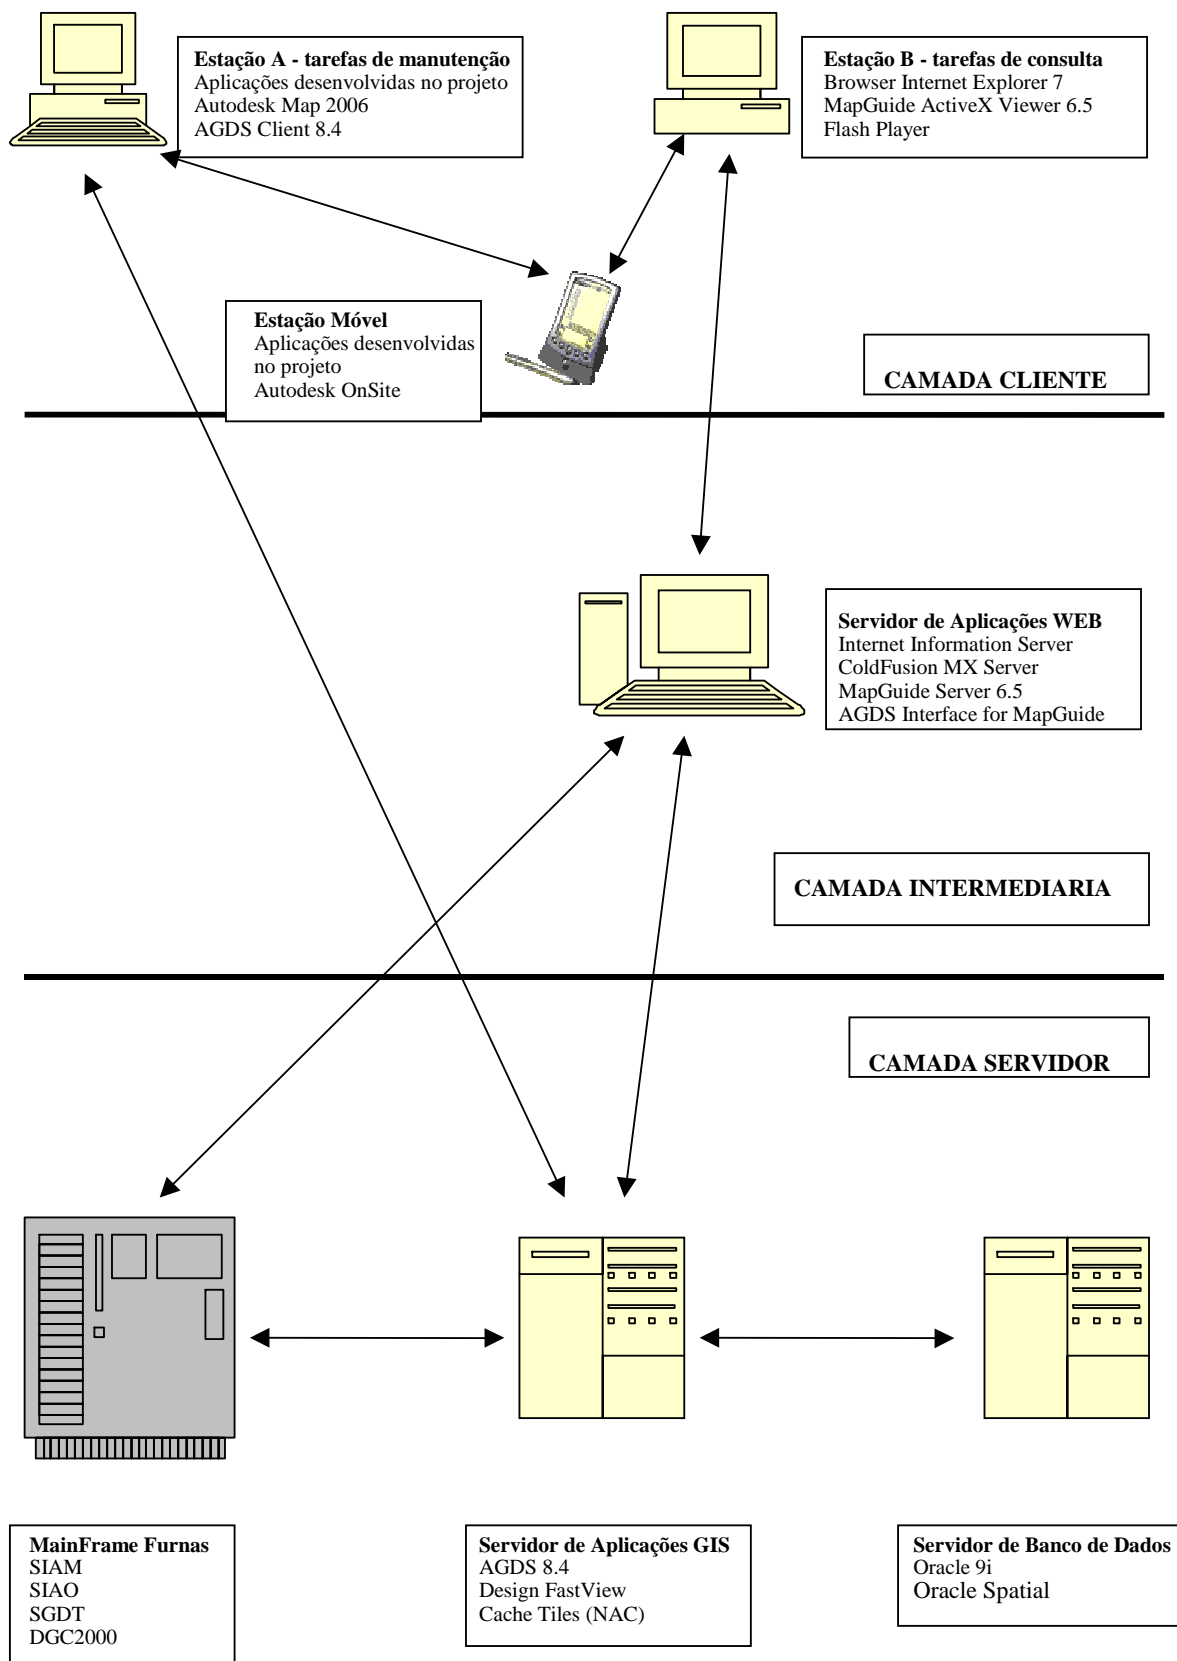 Estação A - tarefas de manutenção
Aplicações desenvolvidas no projeto
Autodesk Map 2006
AGDS Client 8.4
Estação B - tarefas de consulta
Browser Internet Explorer 7
MapGuide ActiveX Viewer 6.5
Flash Player
Estação Móvel
Aplicações desenvolvidas
no projeto
Autodesk OnSite
CAMADA CLIENTE
Servidor de Aplicações WEB
Internet Information Server
ColdFusion MX Server
MapGuide Server 6.5
AGDS Interface for MapGuide
CAMADA INTERMEDIARIA
CAMADA SERVIDOR
MainFrame Furnas
SIAM
SIAO
SGDT
DGC2000
Servidor de Aplicações GIS
AGDS 8.4
Design FastView
Cache Tiles (NAC)
Servidor de Banco de Dados
Oracle 9i
Oracle Spatial